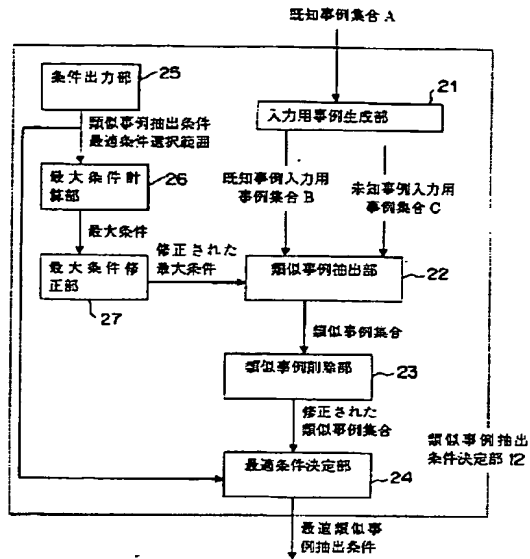 既知事例集合A
条件出力部
25
21
入力用事例生成部
類似事例抽出条件
最適条件選択範囲
最大条件計
算部
26
既知事例入力用
事例集合B
未知事例入力用
事例集合C
最大条件
修正された
最大条件
最大条件修
正部
27
類似事例抽出部
22
類似事例集合
類似事例削除部
23
修正された
類似事例集合
類似事例抽出
条件決定部12
最適条件決定部
24
最適類似事
例抽出条件